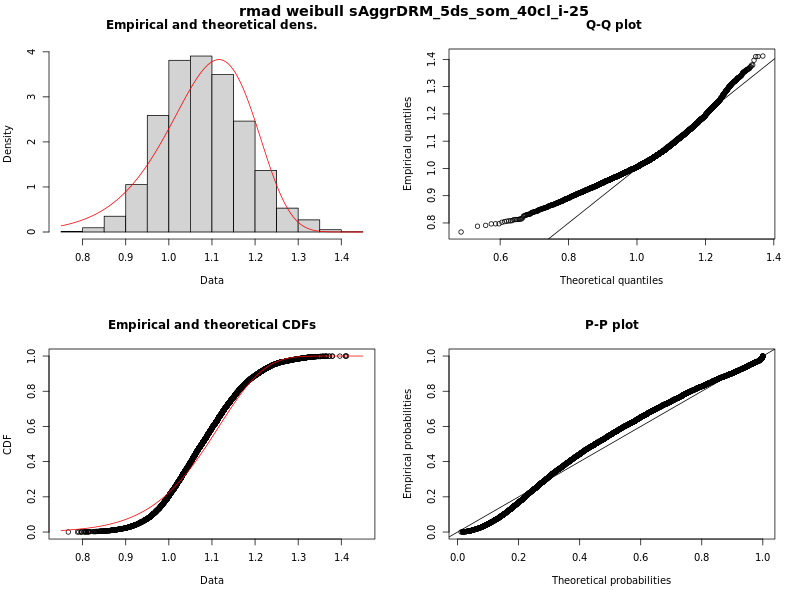 rmad weibull sAggrDRM_5ds_som_40cl_i-25
Empirical and theoretical dens.
Density
0 1 2 3 4
0.8 0.9 1.0 1.1 1.2 1.3 1.4
Data
Q-Q plot
Empirical quantiles
0.8 0.9 1.0 1.1 1.2 1.3 1.4
0.6 0.8 1.0 1.2 1.4
Theoretical quantiles
Empirical and theoretical CDFs
CDF
0.0 0.2 0.4 0.6 0.8 1.0
0.8 0.9 1.0 1.1 1.2 1.3 1.4
Data
P-P plot
Empirical probabilities
0.0 0.2 0.4 0.6 0.8 1.0
0.0 0.2 0.4 0.6 0.8 1.0
Theoretical probabilities